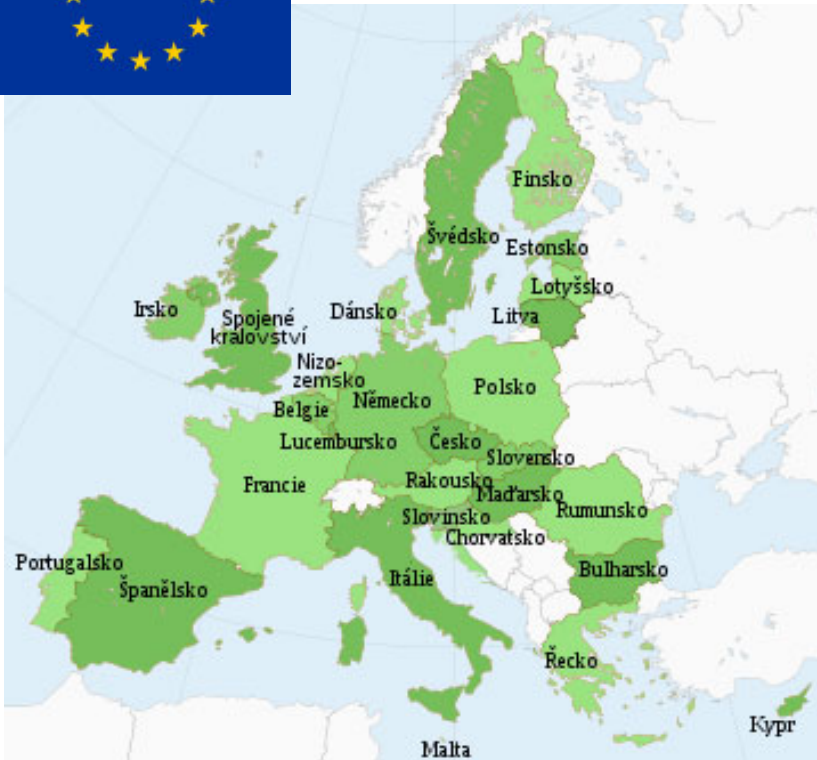 Finsko
Švédsko
Estonsko
Lotyšsko
Irsko
Spojené
kralovství
Dánsko
Litva
Nizo-
zemsko
Belgie
Německo
Polsko
Lucembursko
Česko
Slovensko
Francie
Rakousko
Maďarsko
Rumunsko
Slovinsko
Chorvatsko
Portugalsko
Španělsko
Itálie
Bulharsko
Řecko
Kypr
Malta